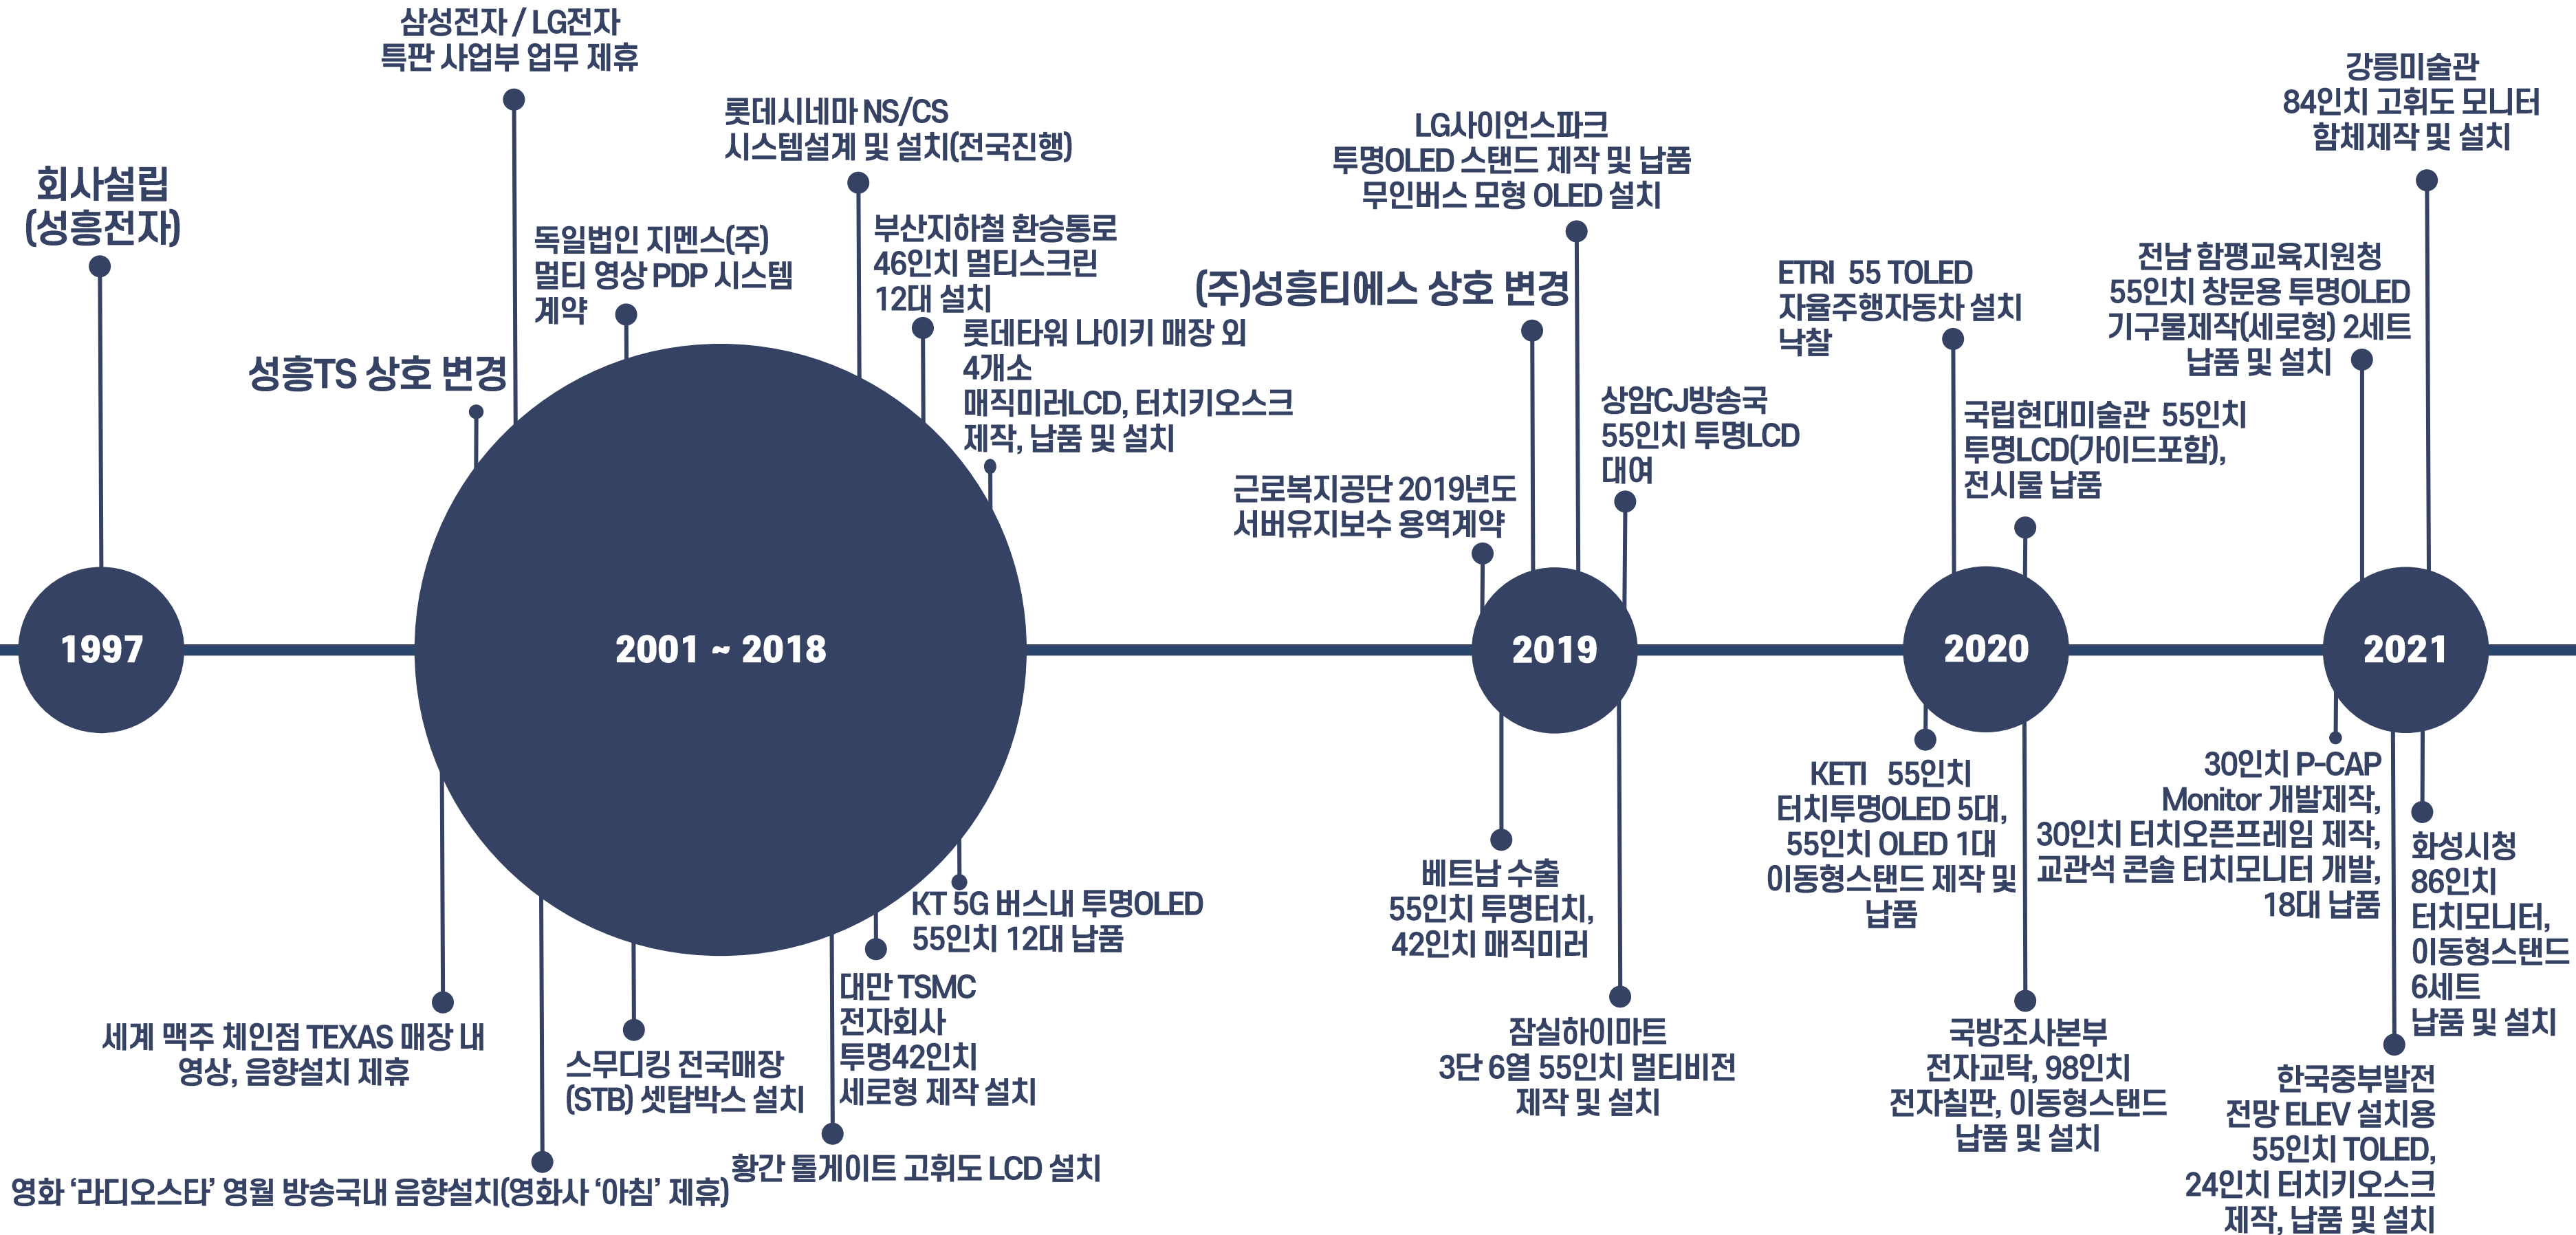 회사설립
(성흥전자)
1997
삼성전자 / LG전자
특판 사업부 업무 제휴
성흥TS 상호 변경
독일법인 지멘스(주)
멀티 영상 PDP 시스템
계약
롯데시네마 NS/CS
시스템설계 및 설치(전국진행)
부산지하철 환승통로
46인치 멀티스크린
12대 설치
롯데타워 나이키 매장 외
4개소
매직미러LCD, 터치키오스크
제작, 납품 및 설치
2001 ~ 2018
세계 맥주 체인점 TEXAS 매장 내
영상, 음향설치 제휴
영화 ‘라디오스타’ 영월 방송국내 음향설치(영화사 ‘아침’ 제휴)
스무디킹 전국매장
(STB) 셋탑박스 설치
황간 톨게이트 고휘도 LCD 설치
대만 TSMC
전자회사
투명42인치
세로형 제작 설치
KT 5G 버스내 투명OLED
55인치 12대 납품
근로복지공단 2019년도
서버유지보수 용역계약
(주)성흥티에스 상호 변경
LG사이언스파크
투명OLED 스탠드 제작 및 납품
무인버스 모형 OLED 설치
상암CJ방송국
55인치 투명LCD
대여
2019
베트남 수출
55인치 투명터치,
42인치 매직미러
잠실하이마트
3단 6열 55인치 멀티비전
제작 및 설치
ETRI 55 TOLED
자율주행자동차 설치
낙찰
국립현대미술관 55인치
투명LCD(가이드포함),
전시물 납품
2020
KETI 55인치
터치투명OLED 5대,
55인치 OLED 1대
이동형스탠드 제작 및
납품
국방조사본부
전자교탁, 98인치
전자칠판, 이동형스탠드
납품 및 설치
전남 함평교육지원청
55인치 창문용 투명OLED
기구물제작(세로형) 2세트
납품 및 설치
강릉미술관
84인치 고휘도 모니터
함체제작 및 설치
2021
30인치 P-CAP
Monitor 개발제작,
30인치 터치오픈프레임 제작,
교관석 콘솔 터치모니터 개발,
18대 납품
화성시청
86인치
터치모니터,
이동형스탠드
6세트
납품 및 설치
한국중부발전
전망 ELEV 설치용
55인치 TOLED,
24인치 터치키오스크
제작, 납품 및 설치